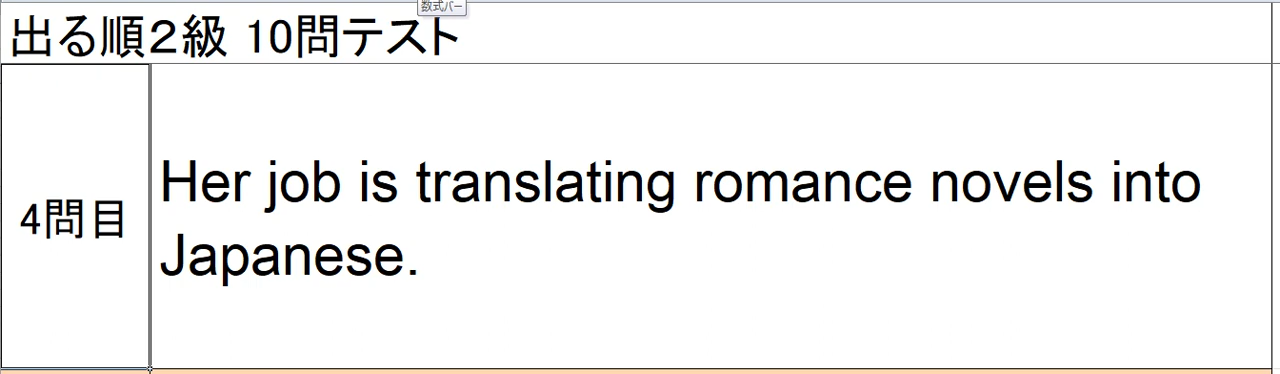 数式バー
出る順２級 10問テスト
4問目
Her job is translating romance novels into
Japanese.